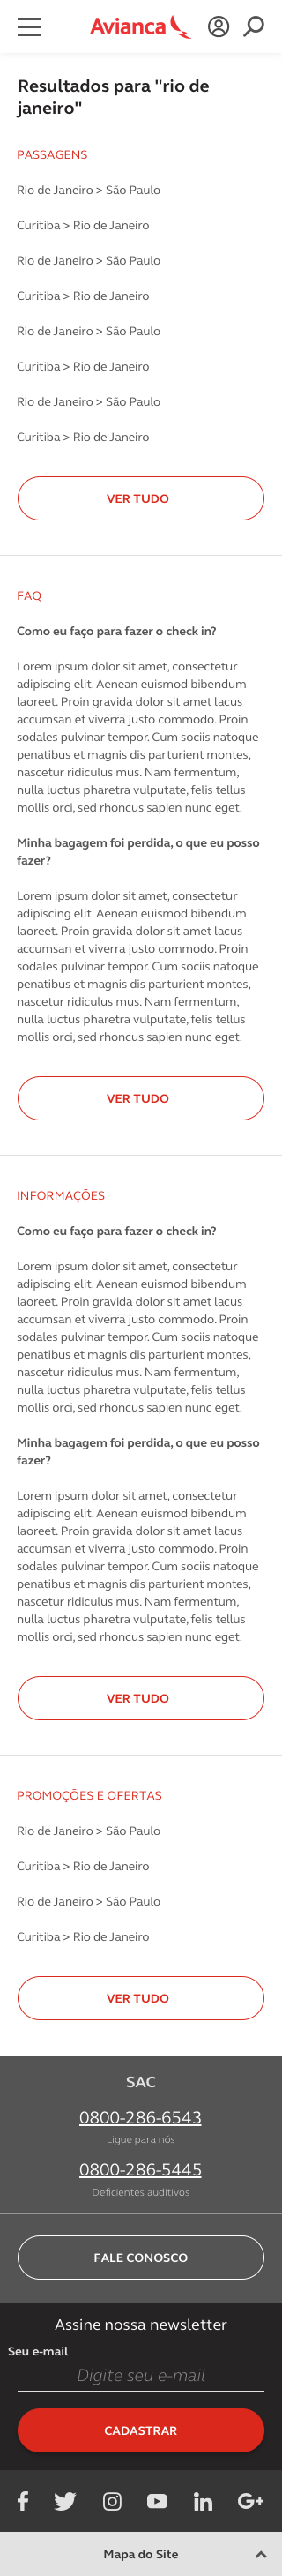 Avianca
Resultados para "rio de
janeiro"
PASSAGENS
Rio de Janeiro > São Paulo
Curitiba > Rio de Janeiro
Rio de Janeiro > São Paulo
Curitiba > Rio de Janeiro
Rio de Janeiro > São Paulo
Curitiba > Rio de Janeiro
Rio de Janeiro > São Paulo
Curitiba > Rio de Janeiro
VER TUDO
FAQ
Como eu faço para fazer o check in?
Lorem ipsum dolor sit amet, consectetur
adipiscing elit. Aenean euismod bibendum
laoreet. Proin gravida dolor sit amet lacus
accumsan et viverra justo commodo. Proin
sodales pulvinar tempor. Cum sociis natoque
penatibus et magnis dis parturient montes,
nascetur ridiculus mus. Nam fermentum,
nulla luctus pharetra vulputate, felis tellus
mollis orci, sed rhoncus sapien nunc eget.
Minha bagagem foi perdida, o que eu posso
fazer?
Lorem ipsum dolor sit amet, consectetur
adipiscing elit. Aenean euismod bibendum
laoreet. Proin gravida dolor sit amet lacus
accumsan et viverra justo commodo. Proin
sodales pulvinar tempor. Cum sociis natoque
penatibus et magnis dis parturient montes,
nascetur ridiculus mus. Nam fermentum,
nulla luctus pharetra vulputate, felis tellus
mollis orci, sed rhoncus sapien nunc eget.
VER TUDO
INFORMAÇÕES
Como eu faço para fazer o check in?
Lorem ipsum dolor sit amet, consectetur
adipiscing elit. Aenean euismod bibendum
laoreet. Proin gravida dolor sit amet lacus
accumsan et viverra justo commodo. Proin
sodales pulvinar tempor. Cum sociis natoque
penatibus et magnis dis parturient montes,
nascetur ridiculus mus. Nam fermentum,
nulla luctus pharetra vulputate, felis tellus
mollis orci, sed rhoncus sapien nunc eget.
Minha bagagem foi perdida, o que eu posso
fazer?
Lorem ipsum dolor sit amet, consectetur
adipiscing elit. Aenean euismod bibendum
laoreet. Proin gravida dolor sit amet lacus
accumsan et viverra justo commodo. Proin
sodales pulvinar tempor. Cum sociis natoque
penatibus et magnis dis parturient montes,
nascetur ridiculus mus. Nam fermentum,
nulla luctus pharetra vulputate, felis tellus
mollis orci, sed rhoncus sapien nunc eget.
VER TUDO
PROMOÇÕES E OFERTAS
Rio de Janeiro > São Paulo
Curitiba > Rio de Janeiro
Rio de Janeiro > São Paulo
Curitiba > Rio de Janeiro
VER TUDO
SAC
0800-286-6543
Ligue para nós
0800-286-5445
Deficientes auditivos
FALE CONOSCO
Assine nossa newsletter
Seu e-mail
Digite seu e-mail
CADASTRAR
Mapa do Site